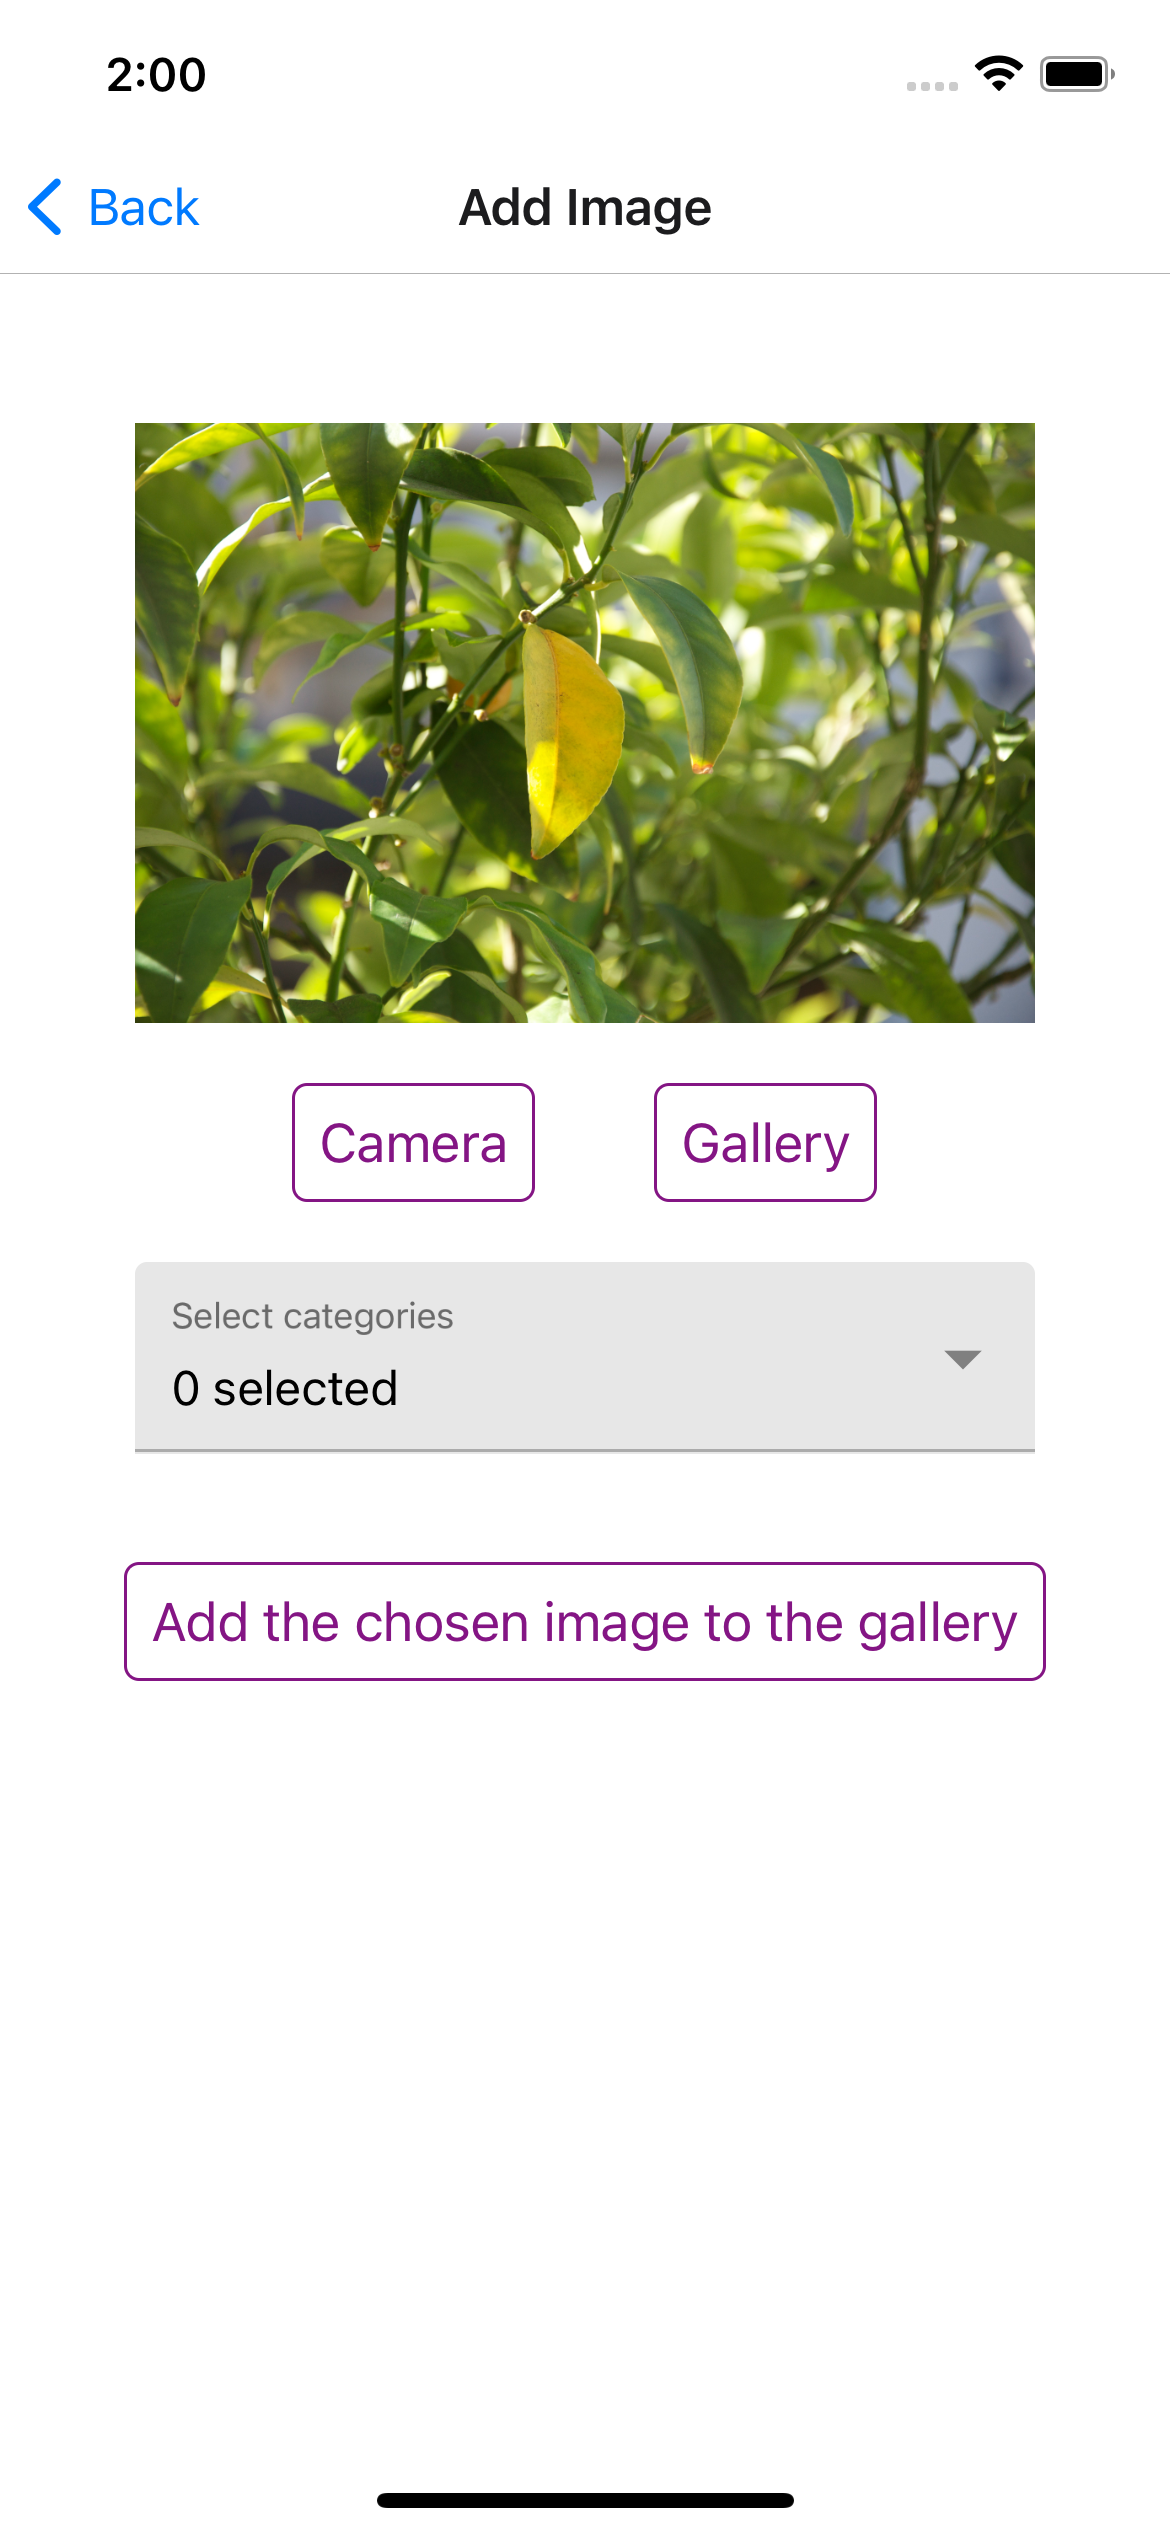 2:00
Back
Add Image
Camera
Gallery
Select categories
0 selected
Add the chosen image to the gallery